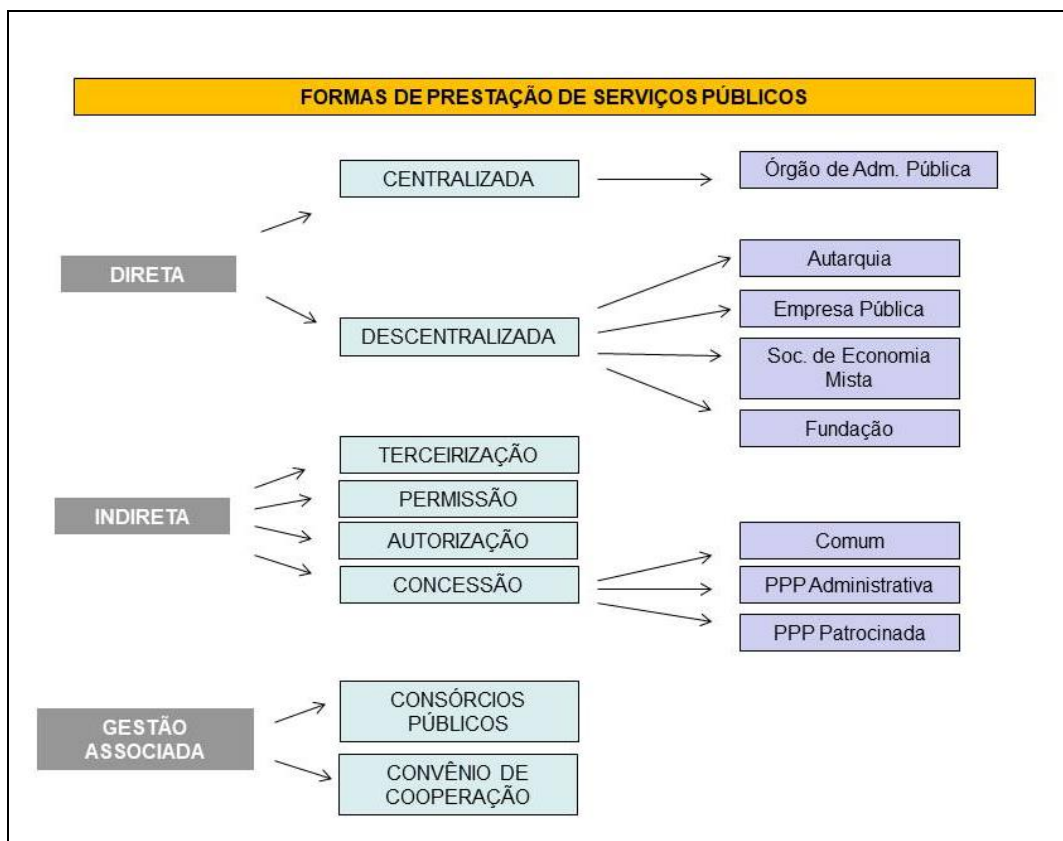 FORMAS DE PRESTAÇÃO DE SERVIÇOS PÚBLICOS
DIRETA
CENTRALIZADA
Órgão de Adm. Pública
DESCENTRALIZADA
Autarquia
Empresa Pública
Soc. de Economia
Mista
Fundação
INDIRETA
TERCEIRIZAÇÃO
PERMISSÃO
AUTORIZAÇÃO
CONCESSÃO
Comum
PPP Administrativa
PPP Patrocinada
GESTÃO
ASSOCIADA
CONSÓRCIOS
PÚBLICOS
CONVÊNIO DE
COOPERAÇÃO